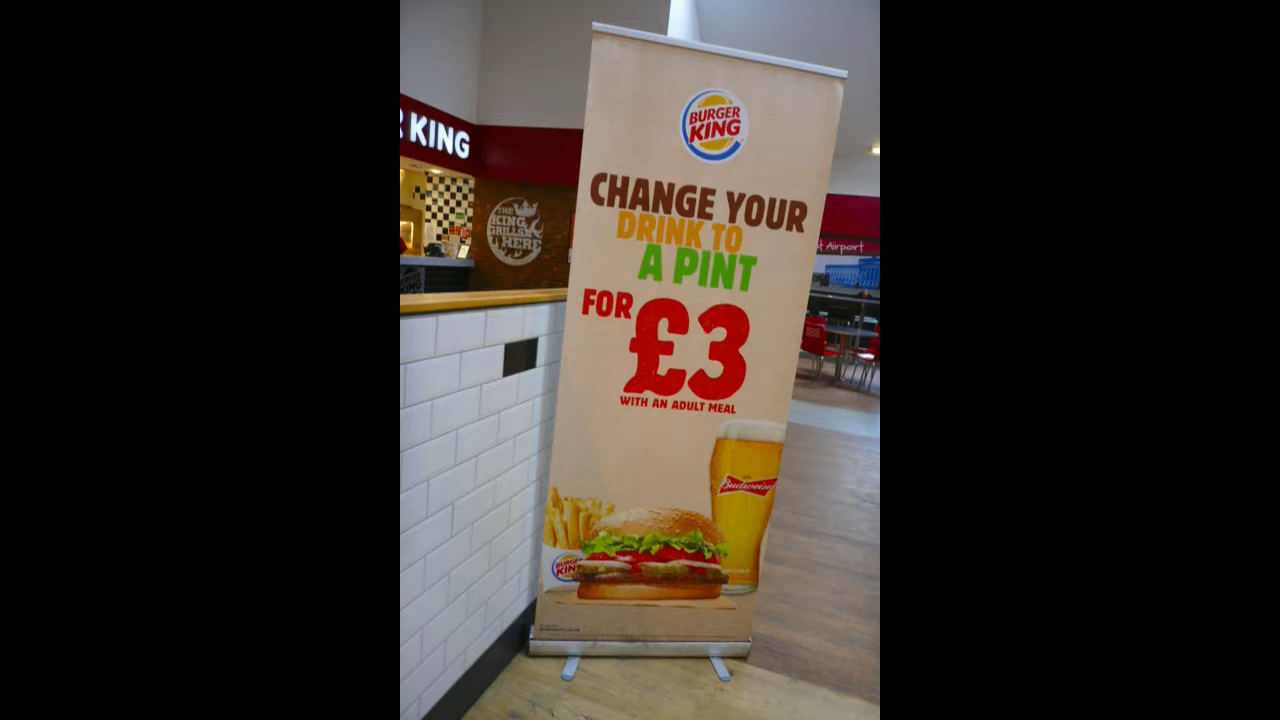 KING
THE
KING
GRILLS
HERE
BURGER
KING
CHANGE YOUR
DRINK TO
A PINT
FOR £3
WITH AN ADULT MEAL
Airport
Budweiser
BURGER
KING